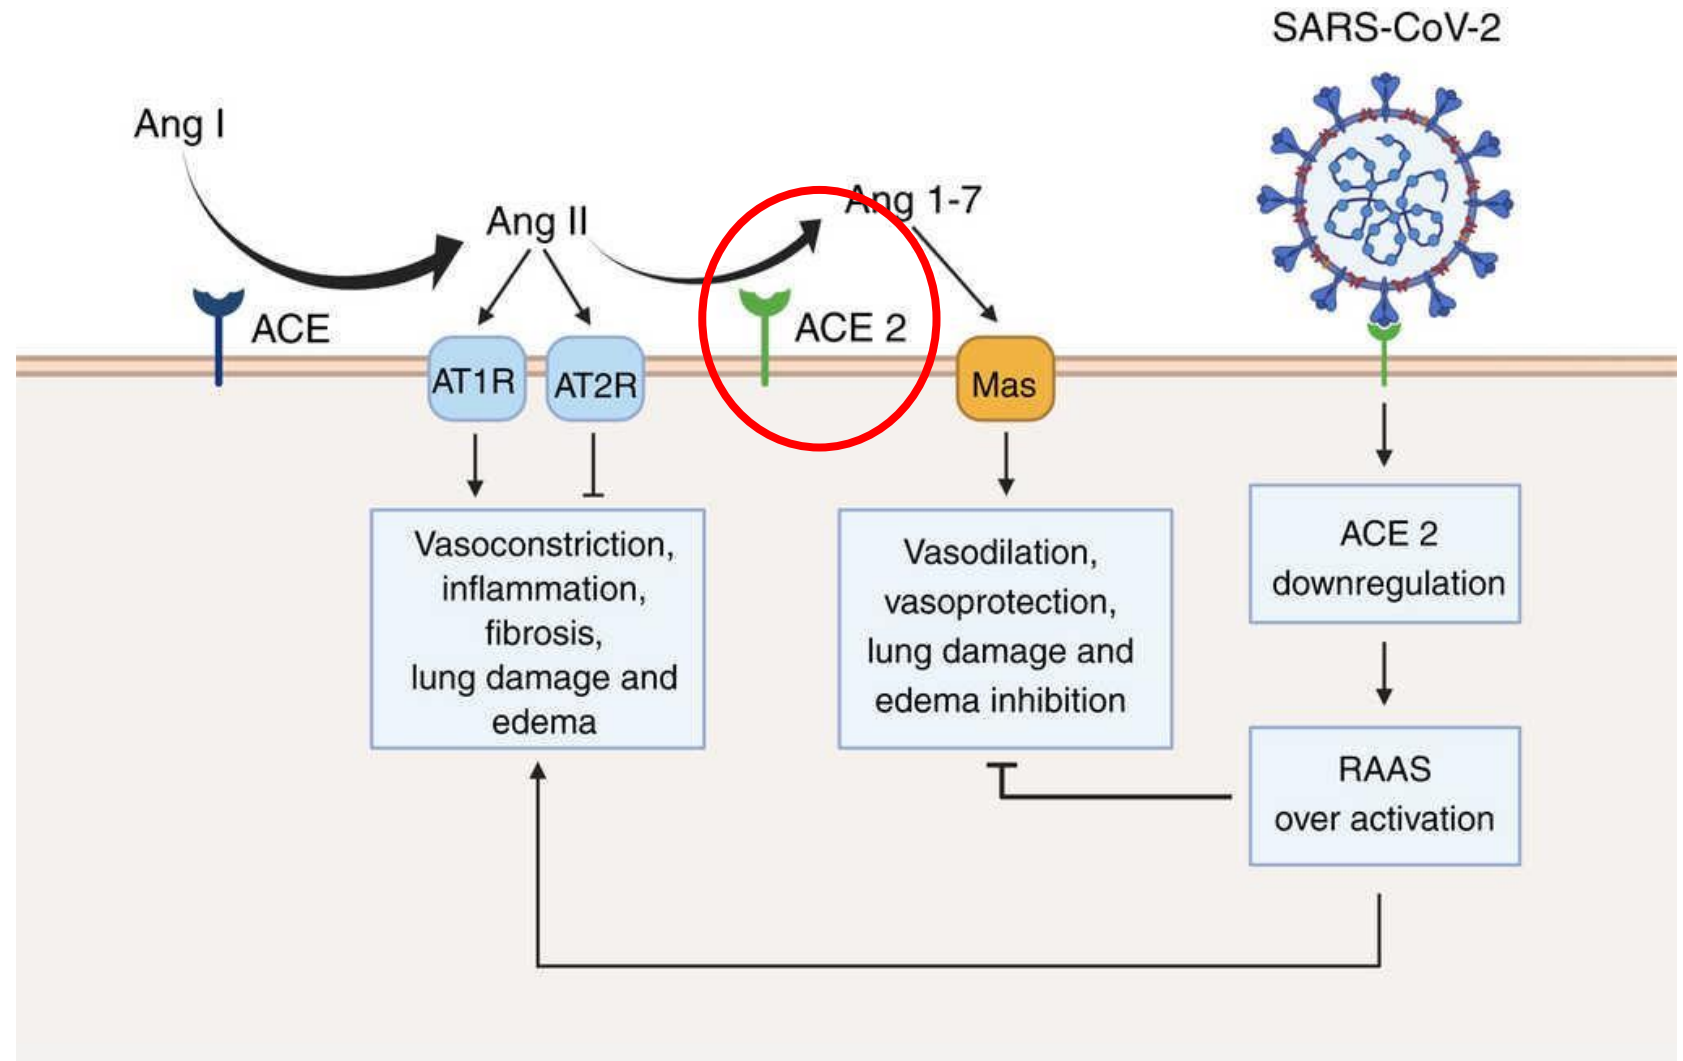 SARS-CoV-2
Ang I
Ang II
Ang 1-7
ACE
ACE 2
AT1R
AT2R
Mas
Vasoconstriction,
inflammation,
fibrosis,
lung damage and
edema
Vasodilation,
vasoprotection,
lung damage and
edema inhibition
ACE 2
downregulation
RAAS
over activation